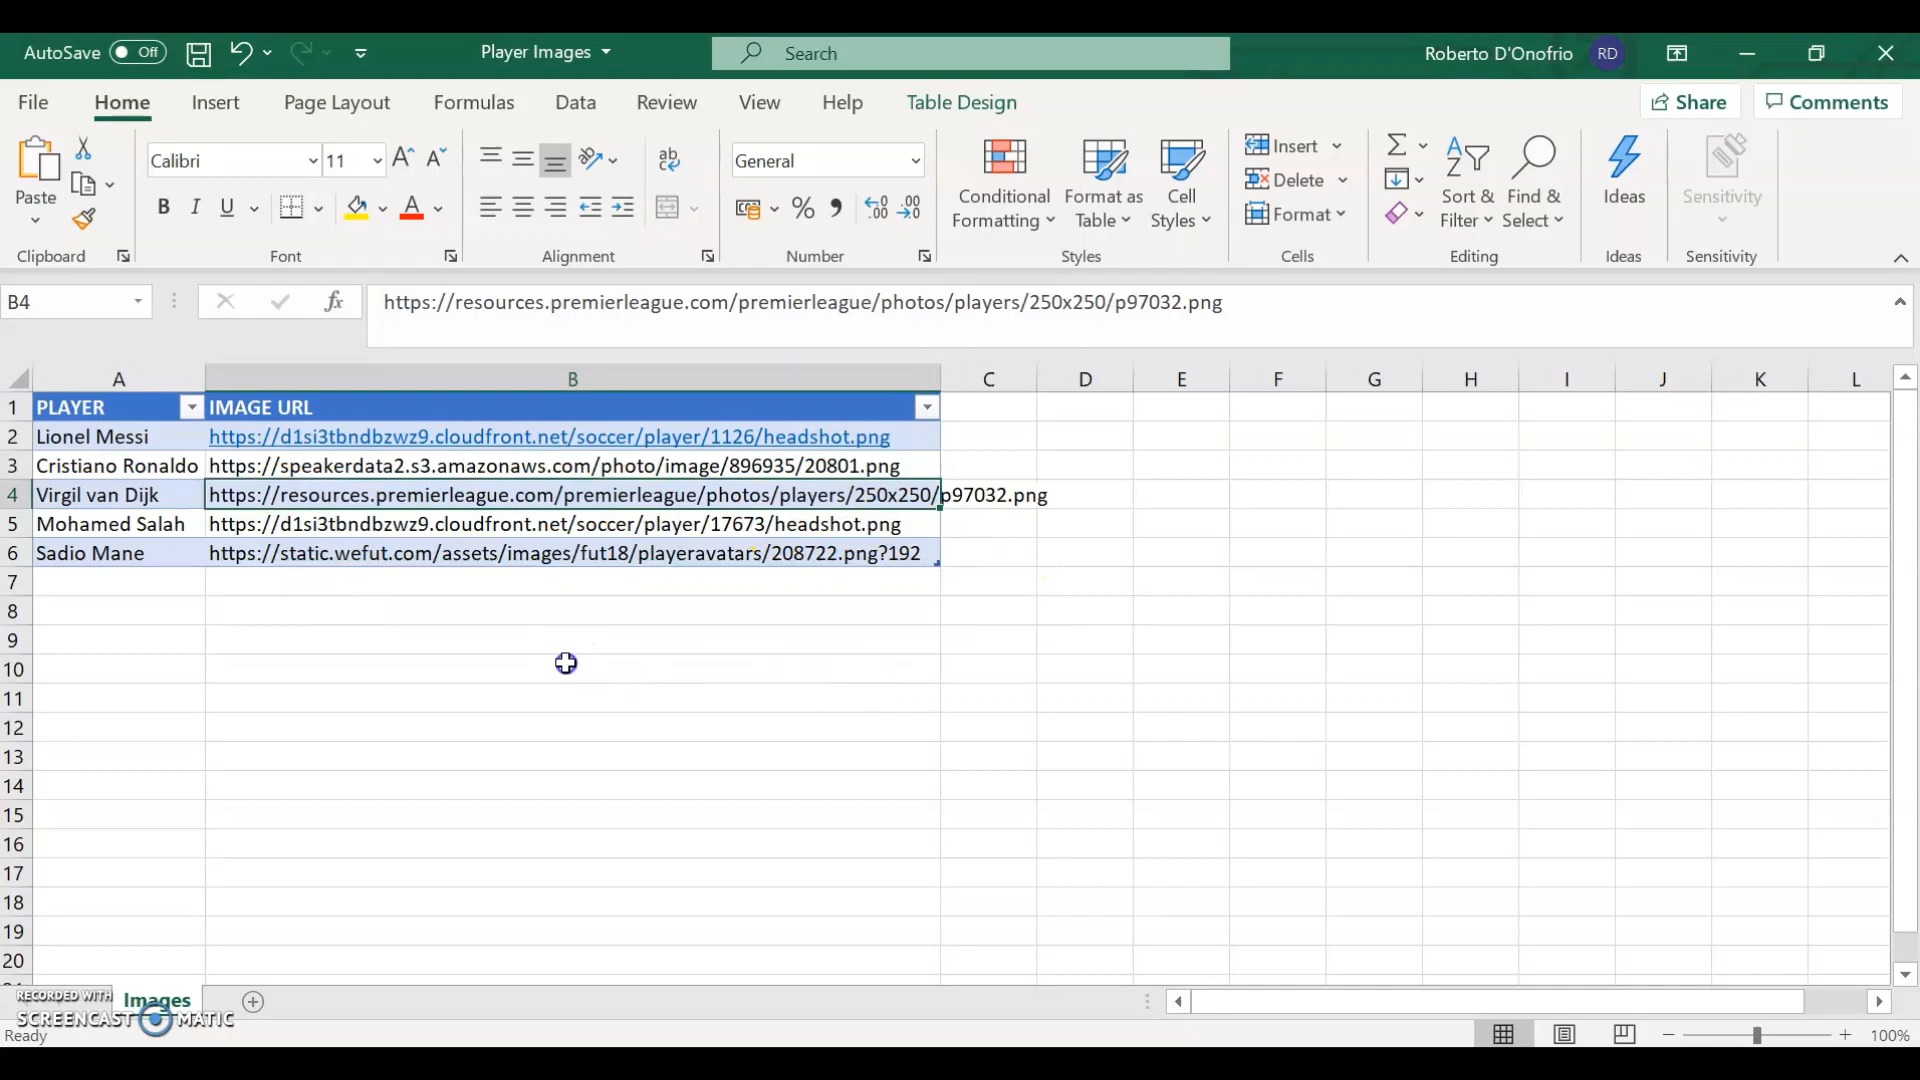 AutoSave Off Player Images Search Roberto D'Onofrio RD
File Home Insert Page Layout Formulas Data Review View Help Table Design Share Comments
Paste Calibri 11 General Conditional Formatting Format as Table Cell Styles Insert Delete Format Sort & Filter Find & Select Ideas Sensitivity
Clipboard Font Alignment Number Styles Cells Editing Ideas Sensitivity
B4 fx https://resources.premierleague.com/premierleague/photos/players/250x250/p97032.png
A B C D E F G H I J K L
1 PLAYER IMAGE URL
2 Lionel Messi https://d1si3tbndbzwz9.cloudfront.net/soccer/player/1126/headshot.png
3 Cristiano Ronaldo https://speakerdata2.s3.amazonaws.com/photo/image/896935/20801.png
4 Virgil van Dijk https://resources.premierleague.com/premierleague/photos/players/250x250/p97032.png
5 Mohamed Salah https://d1si3tbndbzwz9.cloudfront.net/soccer/player/17673/headshot.png
6 Sadio Mane https://static.wefut.com/assets/images/fut18/playeravatars/208722.png?192
7
8
9
10
11
12
13
14
15
16
17
18
19
20
Images
RECORDED WITH
SCREENCAST MATIC
Ready 100%